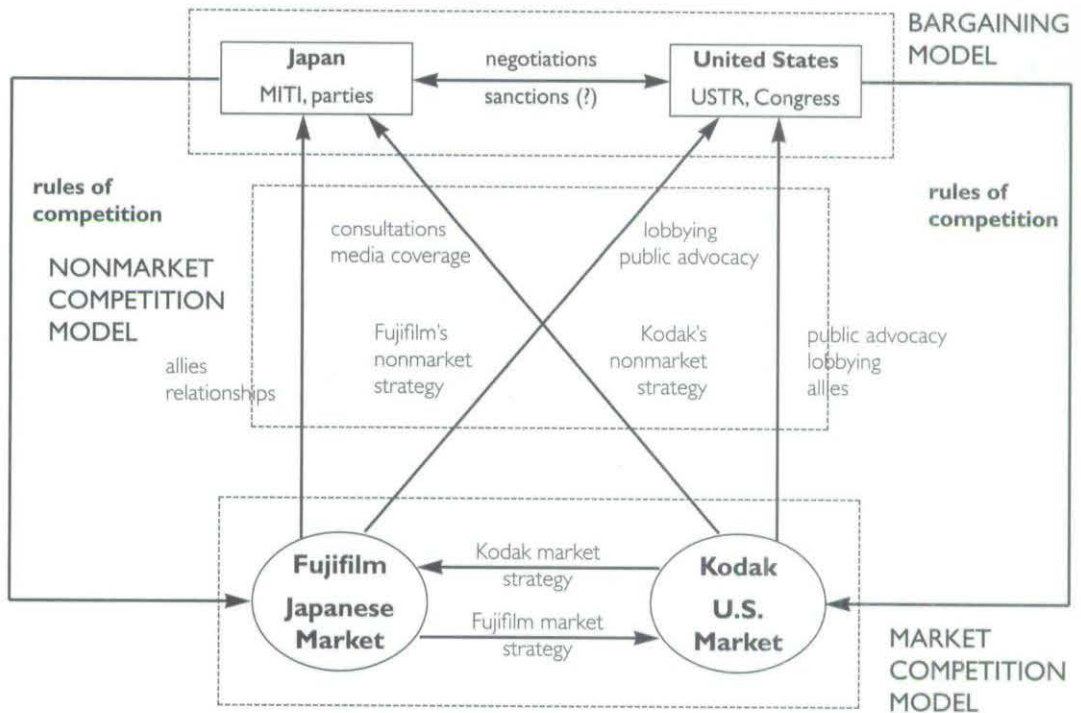 BARGAINING
MODEL
Japan
MITI, parties
negotiations
sanctions (?)
United States
USTR, Congress
rules of
competition
rules of
competition
consultations
media coverage
lobbying
public advocacy
NONMARKET
COMPETITION
MODEL
Fujifilm's
nonmarket
strategy
Kodak's
nonmarket
strategy
public advocacy
lobbying
allies
allies
relationships
Fujifilm
Japanese
Market
Kodak market
strategy
Fujifilm market
strategy
Kodak
U.S.
Market
MARKET
COMPETITION
MODEL